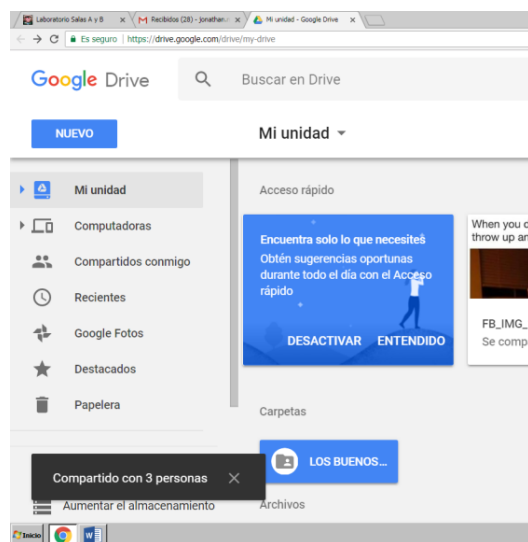 Laboratorio Sales A y B
Recibidos (28) - jonathan.r
Mi unidad - Google Drive
Es seguro https://drive.google.com/drive/my-drive
Google Drive
Buscar en Drive
NUEVO
Mi unidad
Mi unidad
Computadoras
Compartidos conmigo
Recientes
Google Fotos
Destacados
Papelera
Compartido con 3 personas
Aumentar el almacenamiento
Acceso rápido
Encuentra solo lo que necesites
Obtén sugerencias oportunas
durante todo el día con el Acceso
rápido
DESACTIVAR ENTENDIDO
When you
throw up
FB_IMG_
Se comp
Carpetas
LOS BUENOS...
Archivos
Inicio